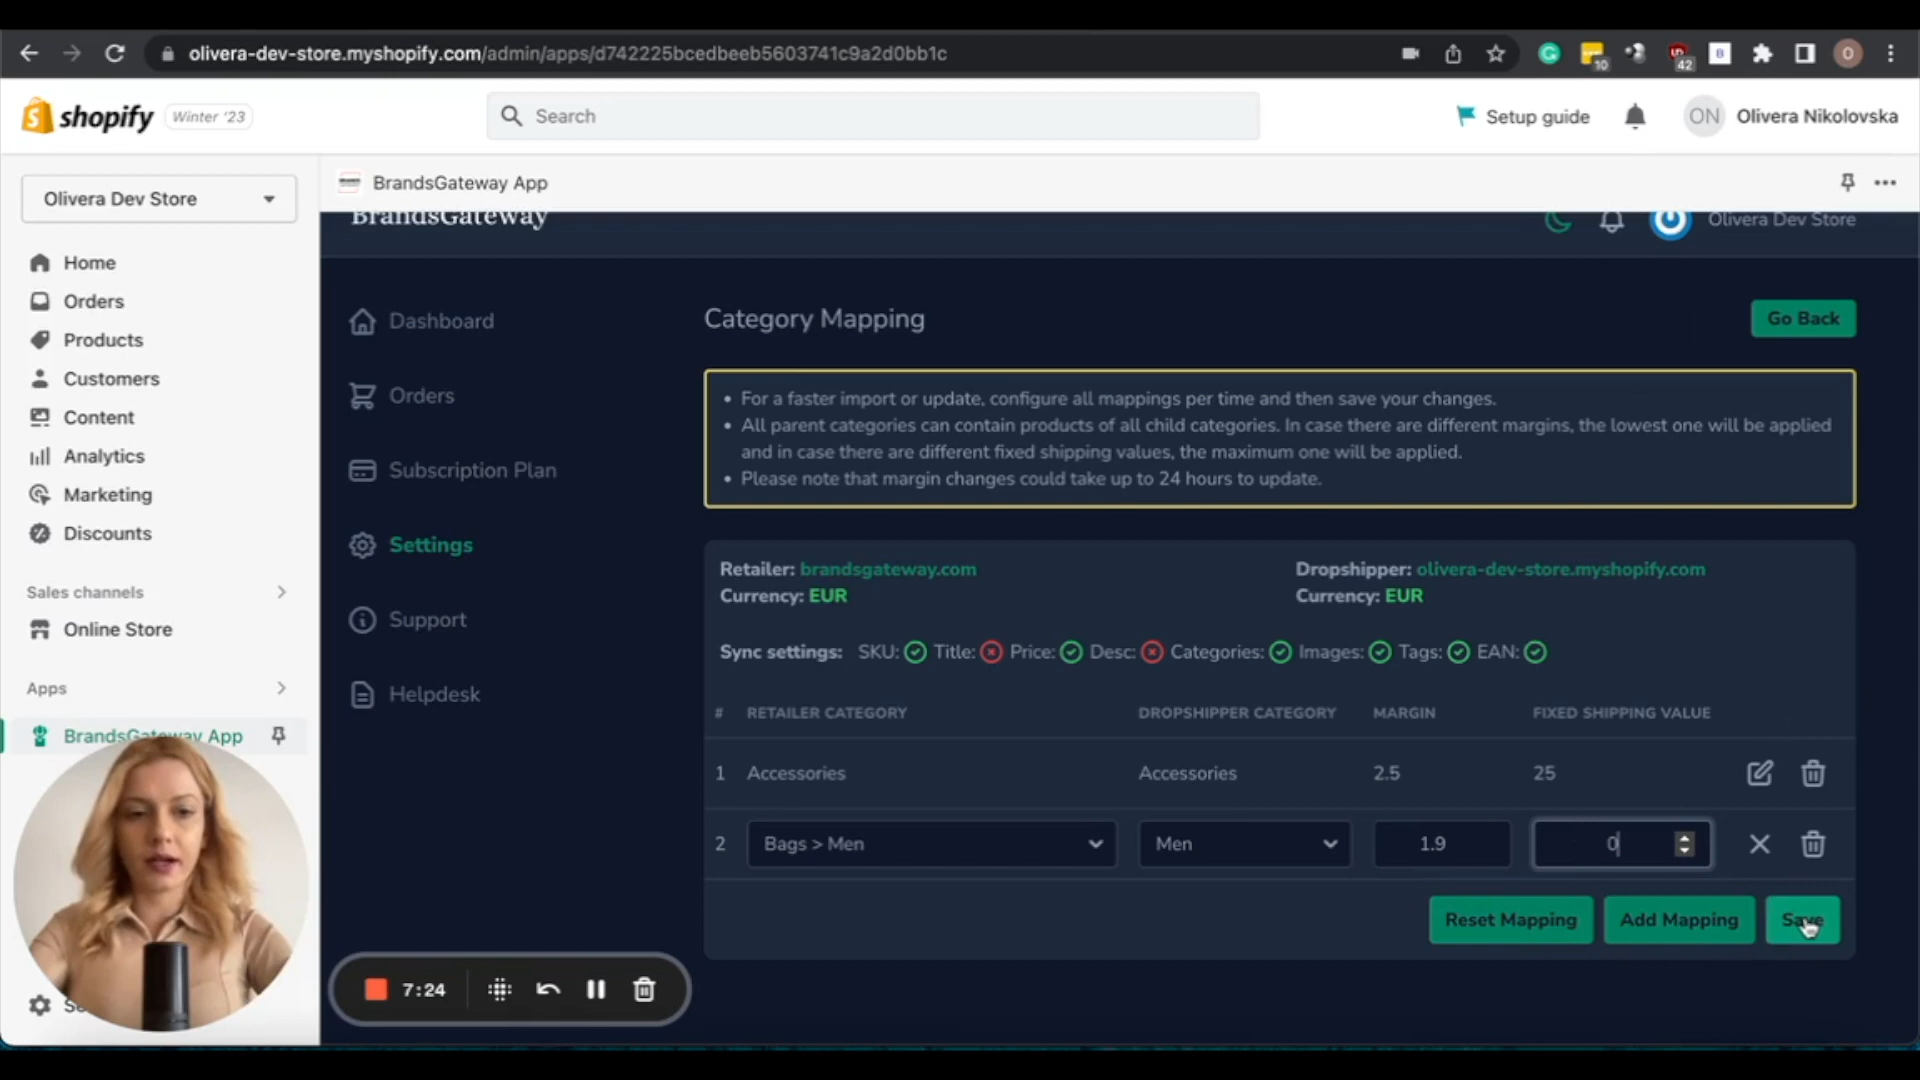 olivera-dev-store.myshopify.com/admin/apps/d742225bcedbeeb5603741c9a2d0bb1c
10
42
B
O
shopify
Winter '23
Search
Setup guide
ON
Olivera Nikolovska
Olivera Dev Store
BrandsGateway App
BrandsGateway
Olivera Dev Store
Home
Orders
Products
Customers
Content
Analytics
Marketing
Discounts
Sales channels
Online Store
Apps
BrandsGateway App
Dashboard
Orders
Subscription Plan
Settings
Support
Helpdesk
Category Mapping
Go Back
• For a faster import or update, configure all mappings per time and then save your changes.
• All parent categories can contain products of all child categories. In case there are different margins, the lowest one will be applied
and in case there are different fixed shipping values, the maximum one will be applied.
• Please note that margin changes could take up to 24 hours to update.
Retailer: brandsgateway.com
Currency: EUR
Dropshipper: olivera-dev-store.myshopify.com
Currency: EUR
Sync settings: SKU: Title: Price: Desc: Categories: Images: Tags: EAN:
# RETAILER CATEGORY DROPSHIPPER CATEGORY MARGIN FIXED SHIPPING VALUE
1 Accessories Accessories 2.5 25
2 Bags > Men Men 1.9 0
Reset Mapping Add Mapping Save
7:24